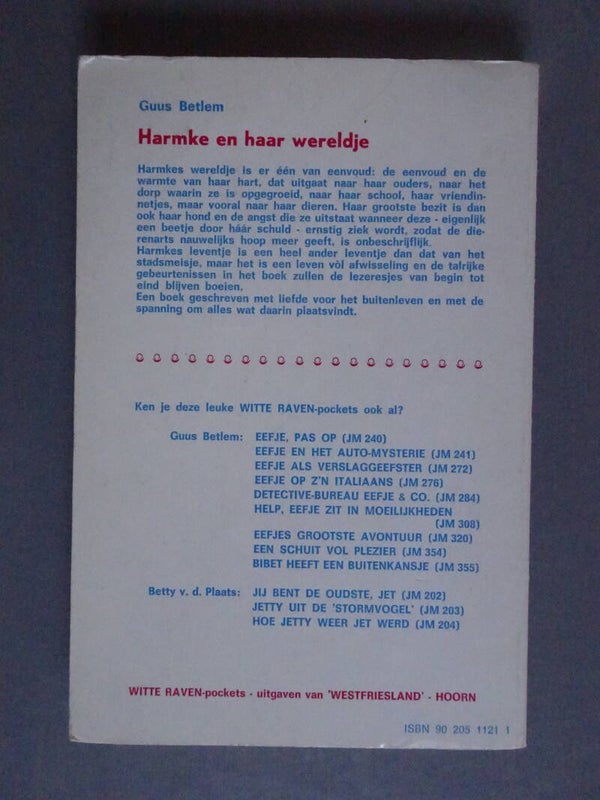 Guus Betlem
Harmke en haar wereldje
Harmkes wereldje is er één van eenvoud: de eenvoud en de
warmte van haar hart, dat uitgaat naar haar ouders, naar het
dorp waarin ze is opgegroeid, naar haar school, haar vriendin-
netjes, maar vooral naar haar dieren. Haar grootste bezit is dan
ook haar hond en de angst die ze uitstaat wanneer deze - eigenlijk
een beetje door háár schuld - ernstig ziek wordt, zodat de die-
renarts nauwelijks hoop meer geeft, is onbeschrijflijk.
Harmkes leventje is een heel ander leventje dan dat van het
stadsmeisje, maar het is een leven vòl afwisseling en de talrijke
gebeurtenissen in het boek zullen de lezeresjes van begin tot
eind blijven boeien.
Een boek geschreven met liefde voor het buitenleven en met de
spanning om alles wat daarin plaatsvindt.
Ken je deze leuke WITTE RAVEN-pockets ook al?
Guus Betlem: EEFJE, PAS OP (JM 240)
EEFJE EN HET AUTO-MYSTERIE (JM 241)
EEFJE ALS VERSLAGGEEFSTER (JM 272)
EEFJE OP Z'N ITALIAANS (JM 276)
DETECTIVE-BUREAU EEFJE & CO. (JM 284)
HELP, EEFJE ZIT IN MOEILIJKHEDEN
(JM 308)
EEFJES GROOTSTE AVONTUUR (JM 320)
EEN SCHUIT VOL PLEZIER (JM 354)
BIBET HEEFT EEN BUITENKANSJE (JM 355)
Betty v. d. Plaats: JIJ BENT DE OUDSTE, JET (JM 202)
JETTY UIT DE 'STORMVOGEL' (JM 203)
HOE JETTY WEER JET WERD (JM 204)
WITTE RAVEN-pockets - uitgaven van 'WESTFRIESLAND' - HOORN
ISBN 90 205 1121 1